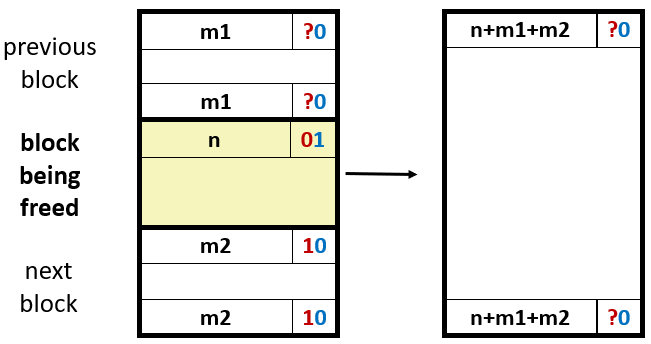 previous
block
m1 ?0
m1 ?0
block
being
freed
n 01
next
block
m2 10
m2 10
n+m1+m2 ?0
n+m1+m2 ?0